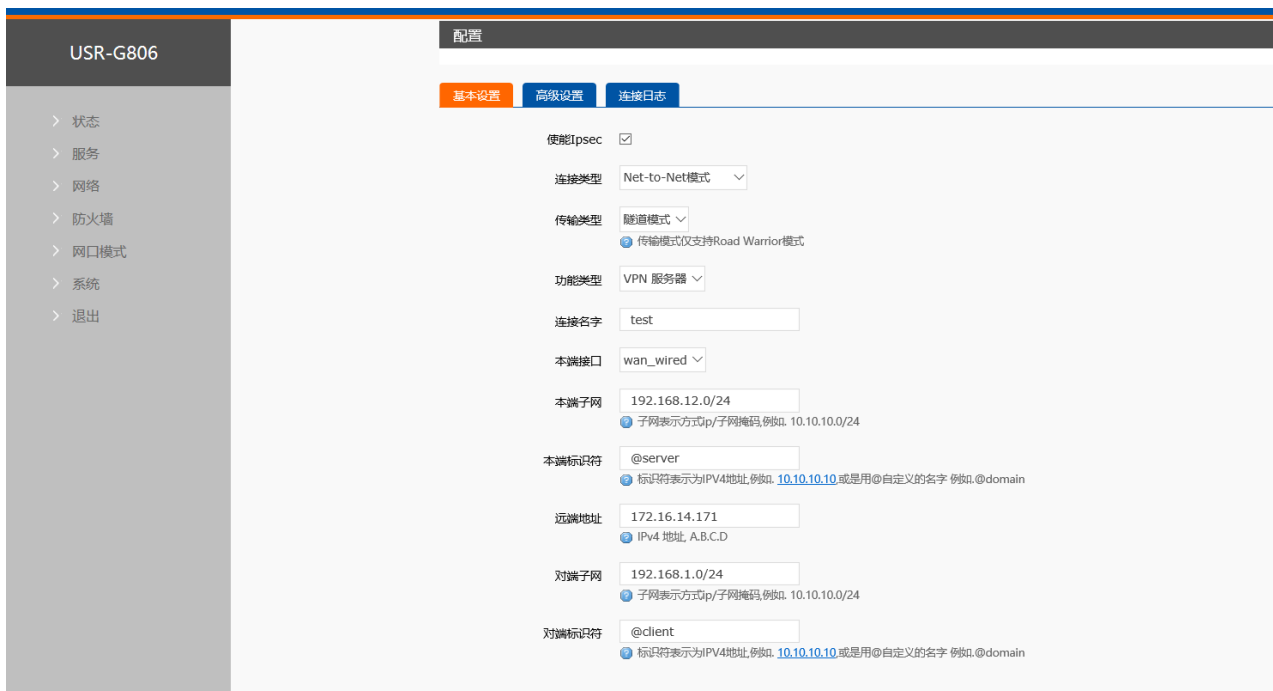 USR-G806
状态
服务
网络
防火墙
网口模式
系统
退出
配置
基本设置 高级设置 连接日志
使能Ipsec
连接类型 Net-to-Net模式
传输类型 隧道模式
传输模式仅支持Road Warrior模式
功能类型 VPN 服务器
连接名字 test
本端接口 wan_wired
本端子网 192.168.12.0/24
子网表示方式ip/子网掩码,例如. 10.10.10.0/24
本端标识符 @server
标识符表示为IPV4地址,例如. 10.10.10.10,或是用@自定义的名字 例如.@domain
远端地址 172.16.14.171
IPv4 地址, A.B.C.D
对端子网 192.168.1.0/24
子网表示方式ip/子网掩码,例如. 10.10.10.0/24
对端标识符 @client
标识符表示为IPV4地址,例如. 10.10.10.10,或是用@自定义的名字 例如.@domain